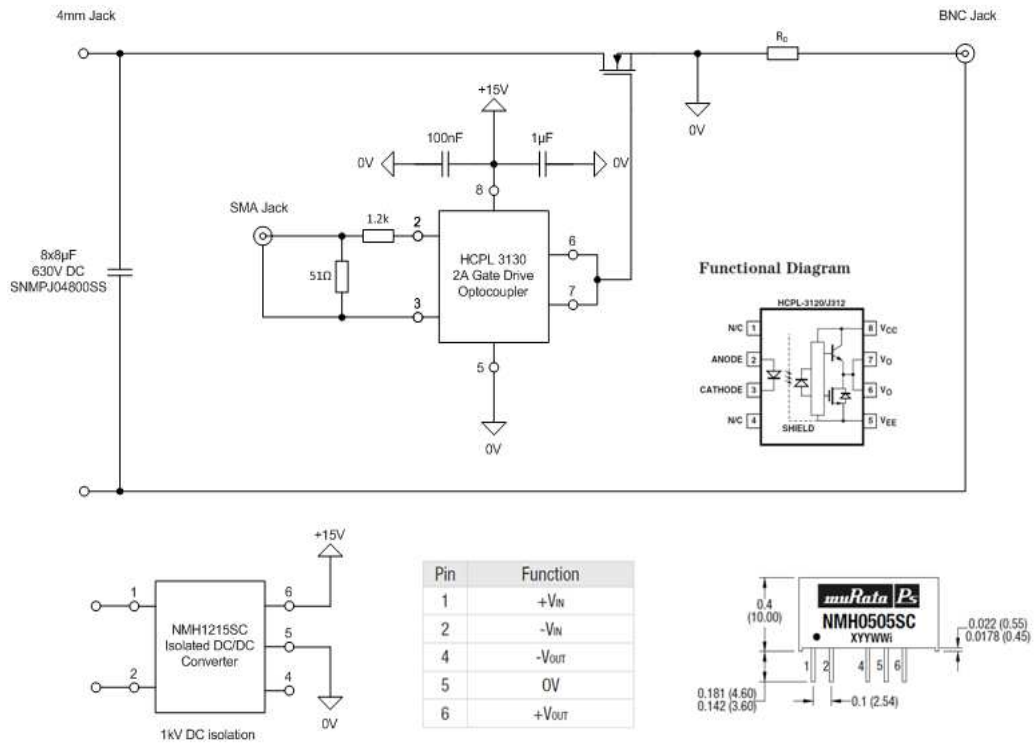 4mm Jack
BNC Jack
R₀
+15V
0V
100nF
1µF
0V
0V
8
SMA Jack
1.2k
2
8x8µF
630V DC
SNMPJ04800SS
51Ω
HCPL 3130
2A Gate Drive
Optocoupler
6
7
3
5
0V
Functional Diagram
HCPL-3120/J312
N/C 1
8 VCC
ANODE 2
7 VO
CATHODE 3
6 VO
N/C 4
5 VEE
SHIELD
+15V
1
6
NMH1215SC
Isolated DC/DC
Converter
5
2
4
0V
1kV DC isolation
Pin Function
1 +VIN
2 -VIN
4 -VOUT
5 0V
6 +VOUT
muRata Ps
NMH0505SC
XYYWWi
0.4
(10.00)
0.022 (0.55)
0.0178 (0.45)
1 2 4 5 6
0.181 (4.60)
0.142 (3.60)
0.1 (2.54)